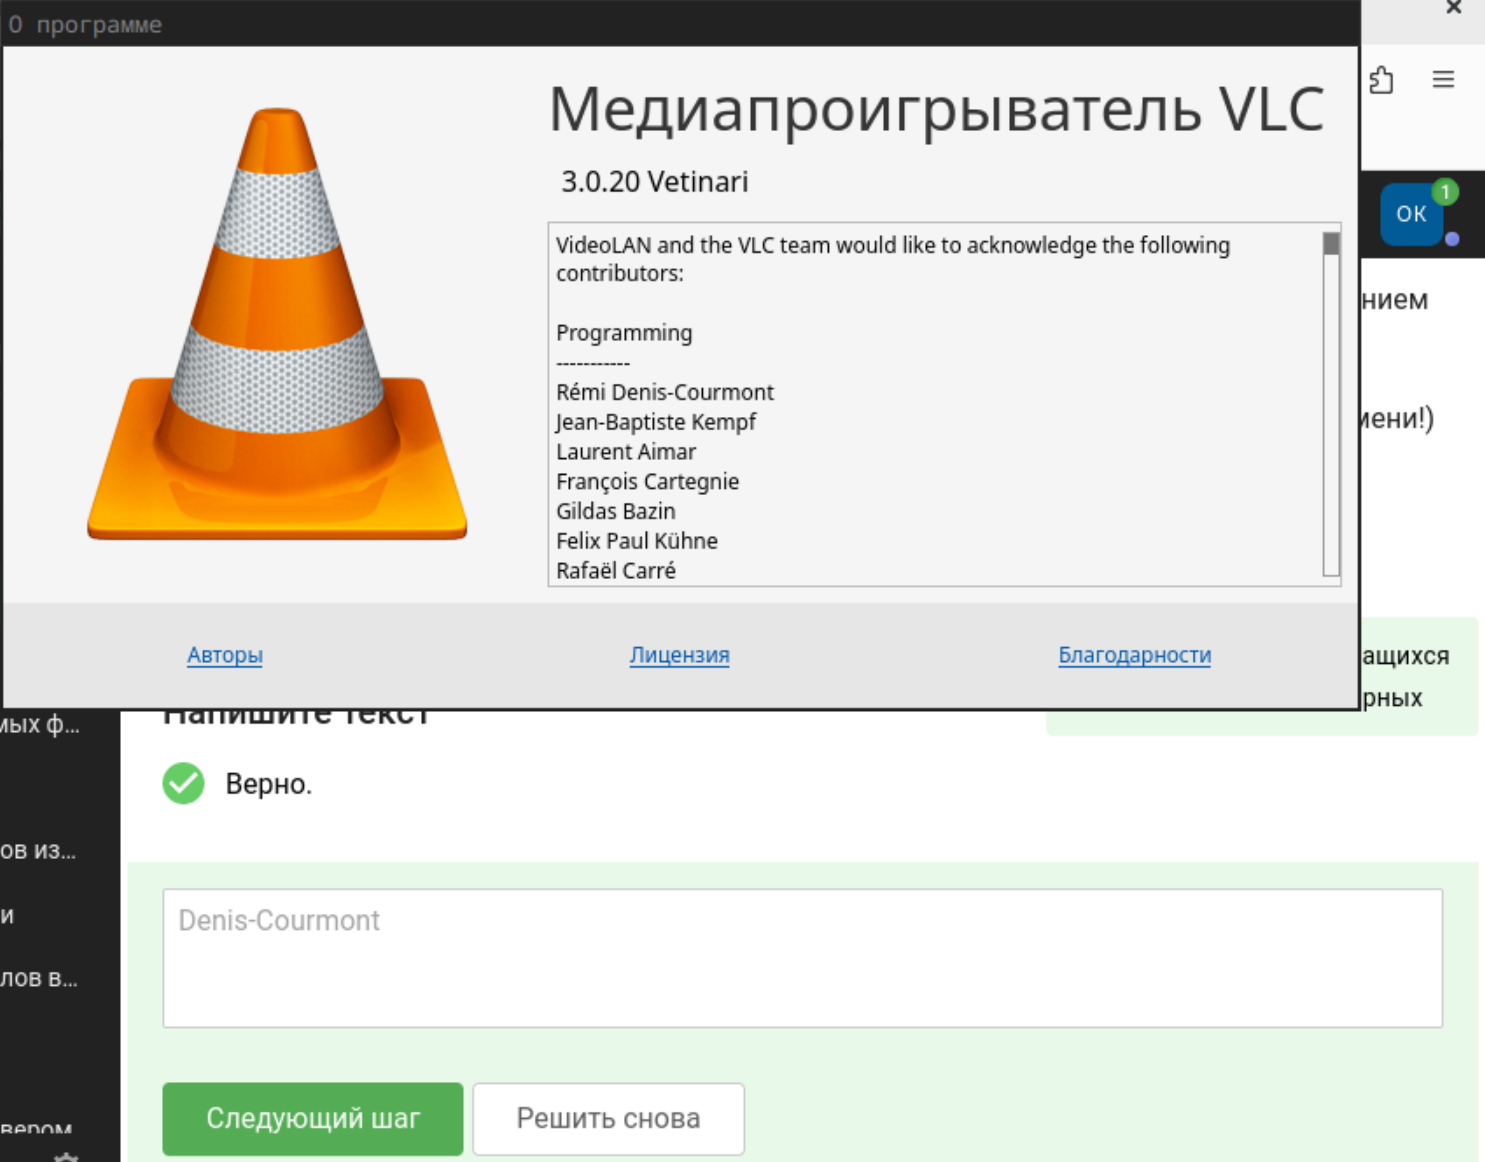 О программе
Медиапроигрыватель VLC
3.0.20 Vetinari
VideoLAN and the VLC team would like to acknowledge the following
contributors:
Programming
-----------
Rémi Denis-Courmont
Jean-Baptiste Kempf
Laurent Aimar
François Cartegnie
Gildas Bazin
Felix Paul Kühne
Rafaël Carré
Авторы
Лицензия
Благодарности
OK
1
нием
мени!)
ащихся
рных
Напишите текст
мых ф...
Верно.
ов из...
и
лов в...
Denis-Courmont
Следующий шаг
Решить снова
вером